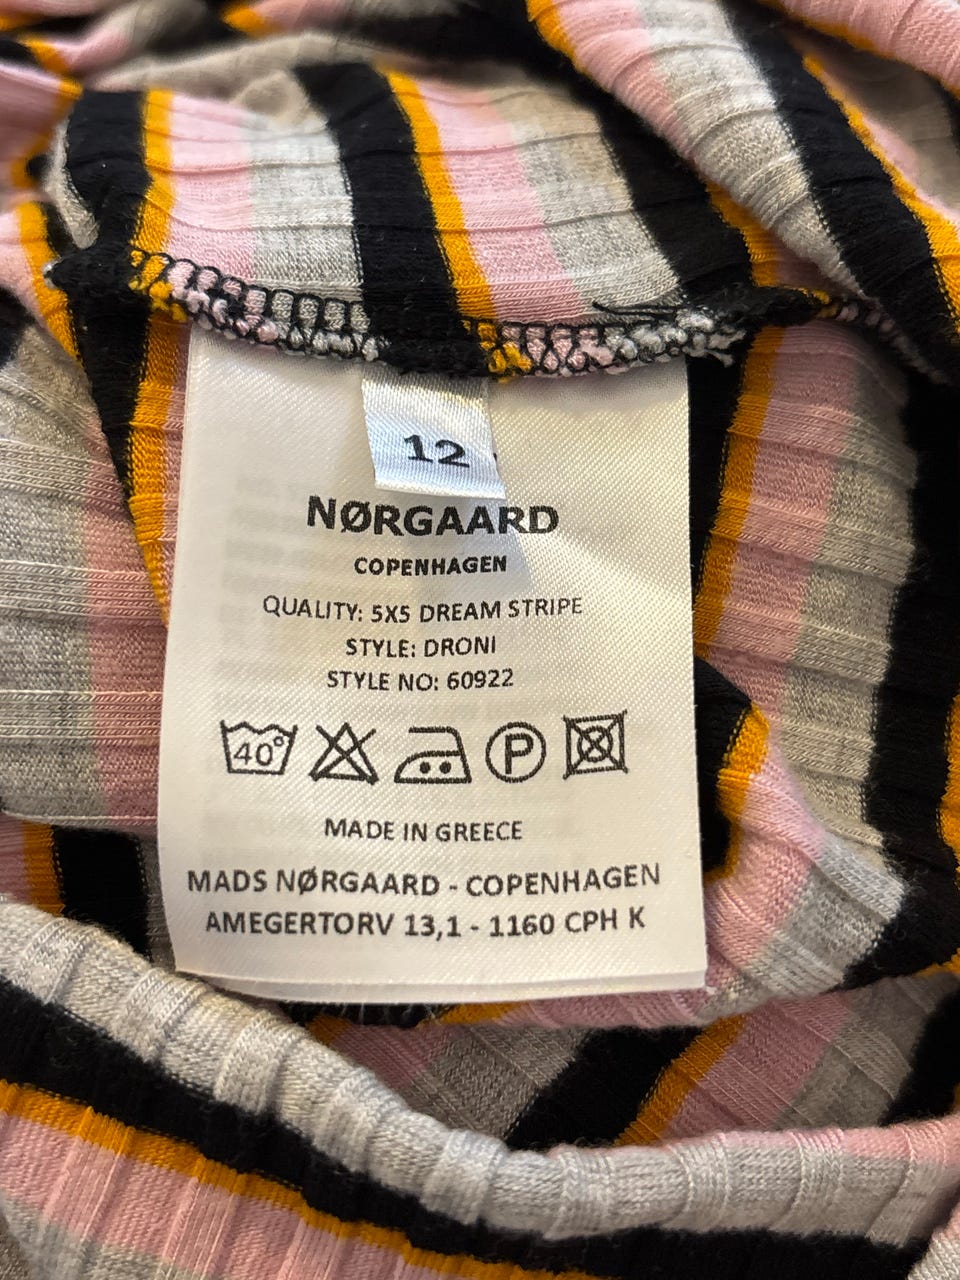 12
NØRGAARD
COPENHAGEN
QUALITY: 5X5 DREAM STRIPE
STYLE: DRONI
STYLE NO: 60922
40° P
MADE IN GREECE
MADS NØRGAARD - COPENHAGEN
AMEGERTORV 13,1 - 1160 CPH K